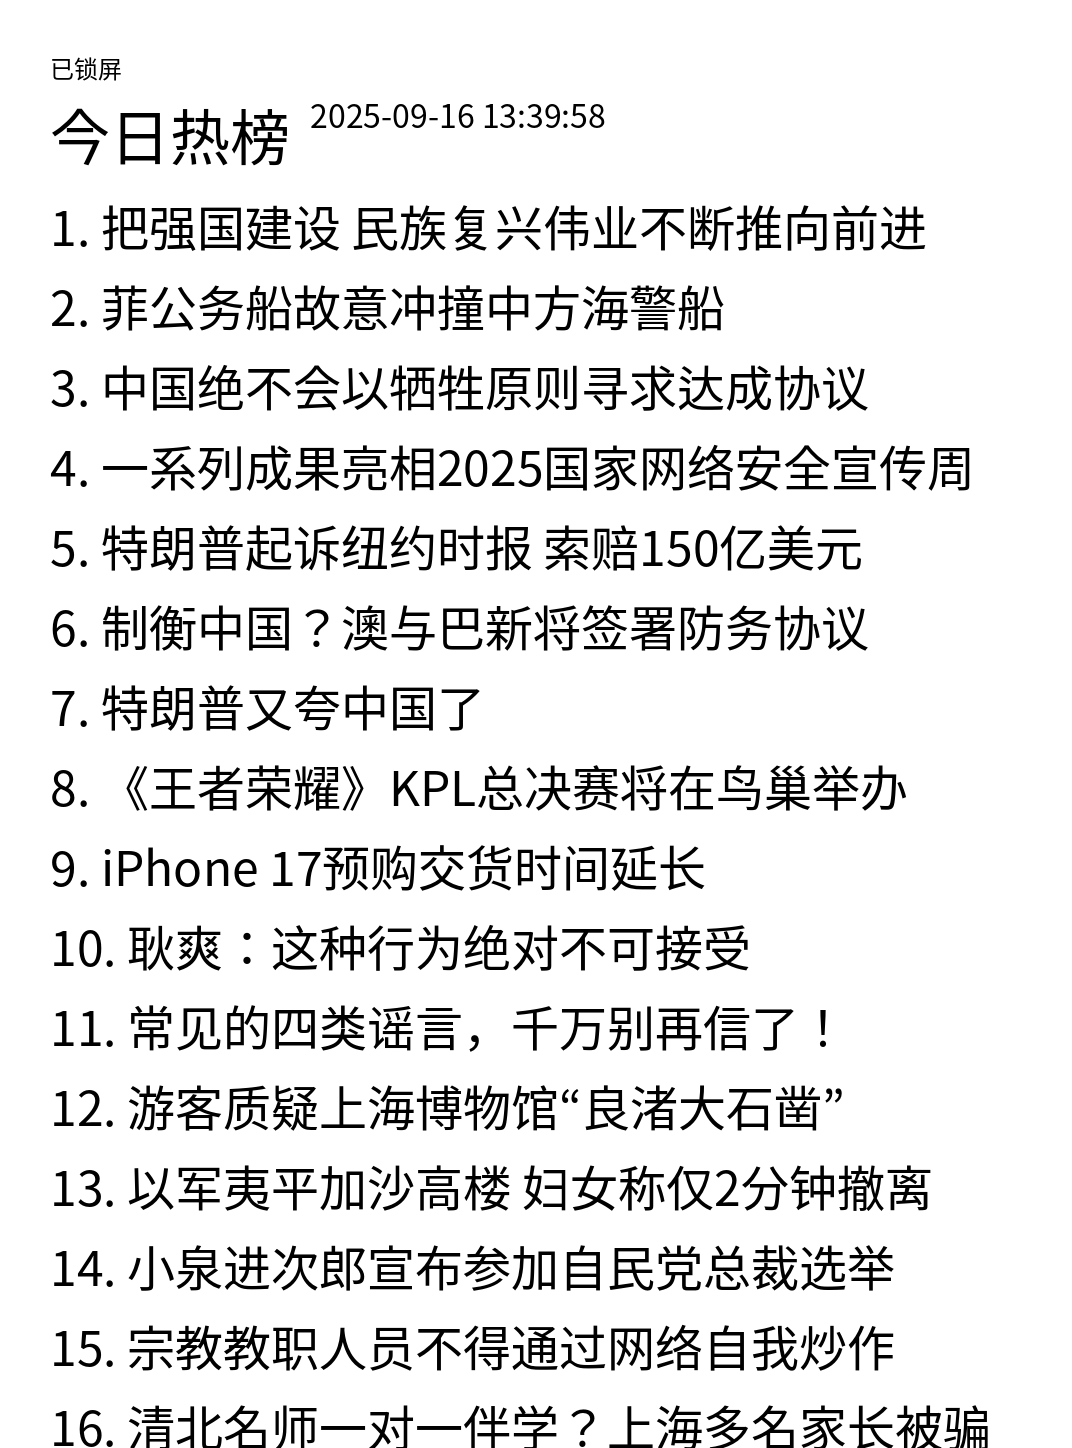 已锁屏
今日热榜 2025-09-16 13:39:58
1. 把强国建设 民族复兴伟业不断推向前进
2. 菲公务船故意冲撞中方海警船
3. 中国绝不会以牺牲原则寻求达成协议
4. 一系列成果亮相2025国家网络安全宣传周
5. 特朗普起诉纽约时报 索赔150亿美元
6. 制衡中国？澳与巴新将签署防务协议
7. 特朗普又夸中国了
8. 《王者荣耀》KPL总决赛将在鸟巢举办
9. iPhone 17预购交货时间延长
10. 耿爽：这种行为绝对不可接受
11. 常见的四类谣言，千万别再信了！
12. 游客质疑上海博物馆“良渚大石凿”
13. 以军夷平加沙高楼 妇女称仅2分钟撤离
14. 小泉进次郎宣布参加自民党总裁选举
15. 宗教教职人员不得通过网络自我炒作
16. 清北名师一对一伴学？上海多名家长被骗